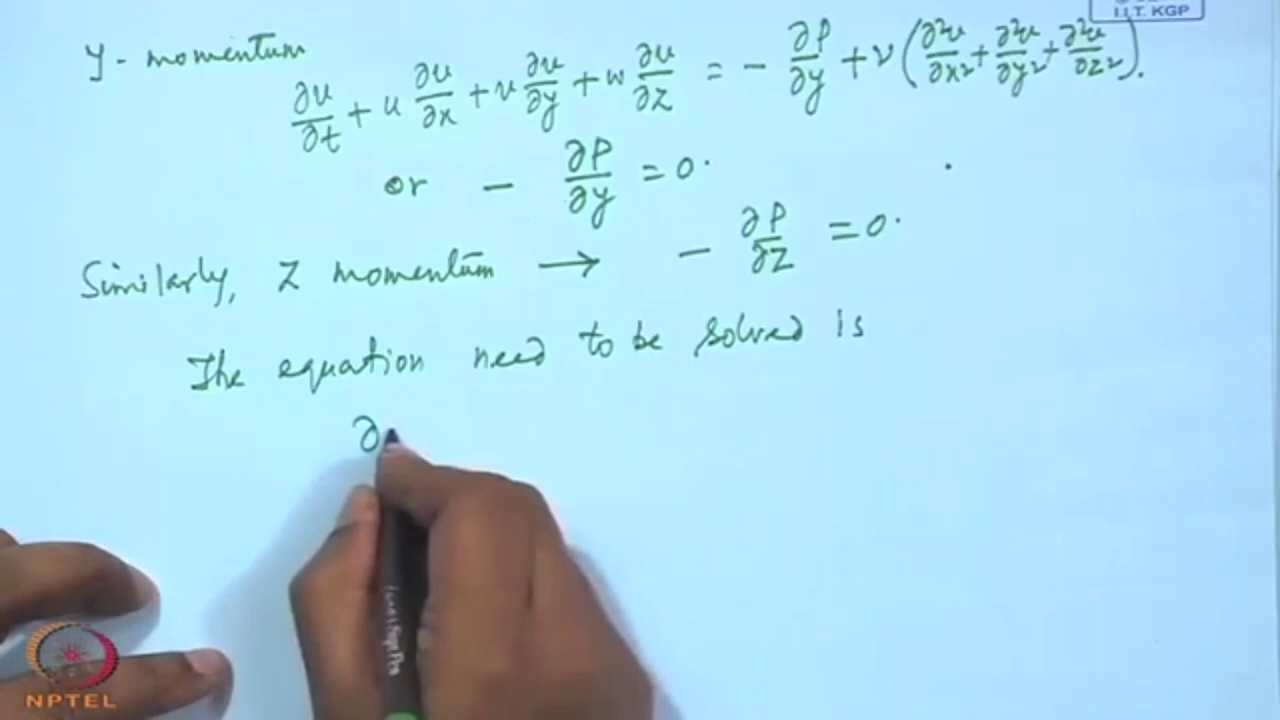 I.I.T. KGP
Y- momentum
∂v/∂t + u ∂v/∂x + v ∂v/∂y + w ∂v/∂z = - ∂P/∂y + ν (∂²v/∂x² + ∂²v/∂y² + ∂²v/∂z²).
or - ∂P/∂y = 0.
Similarly, Z momentum → - ∂P/∂z = 0.
The equation need to be solved is
∂
NPTEL